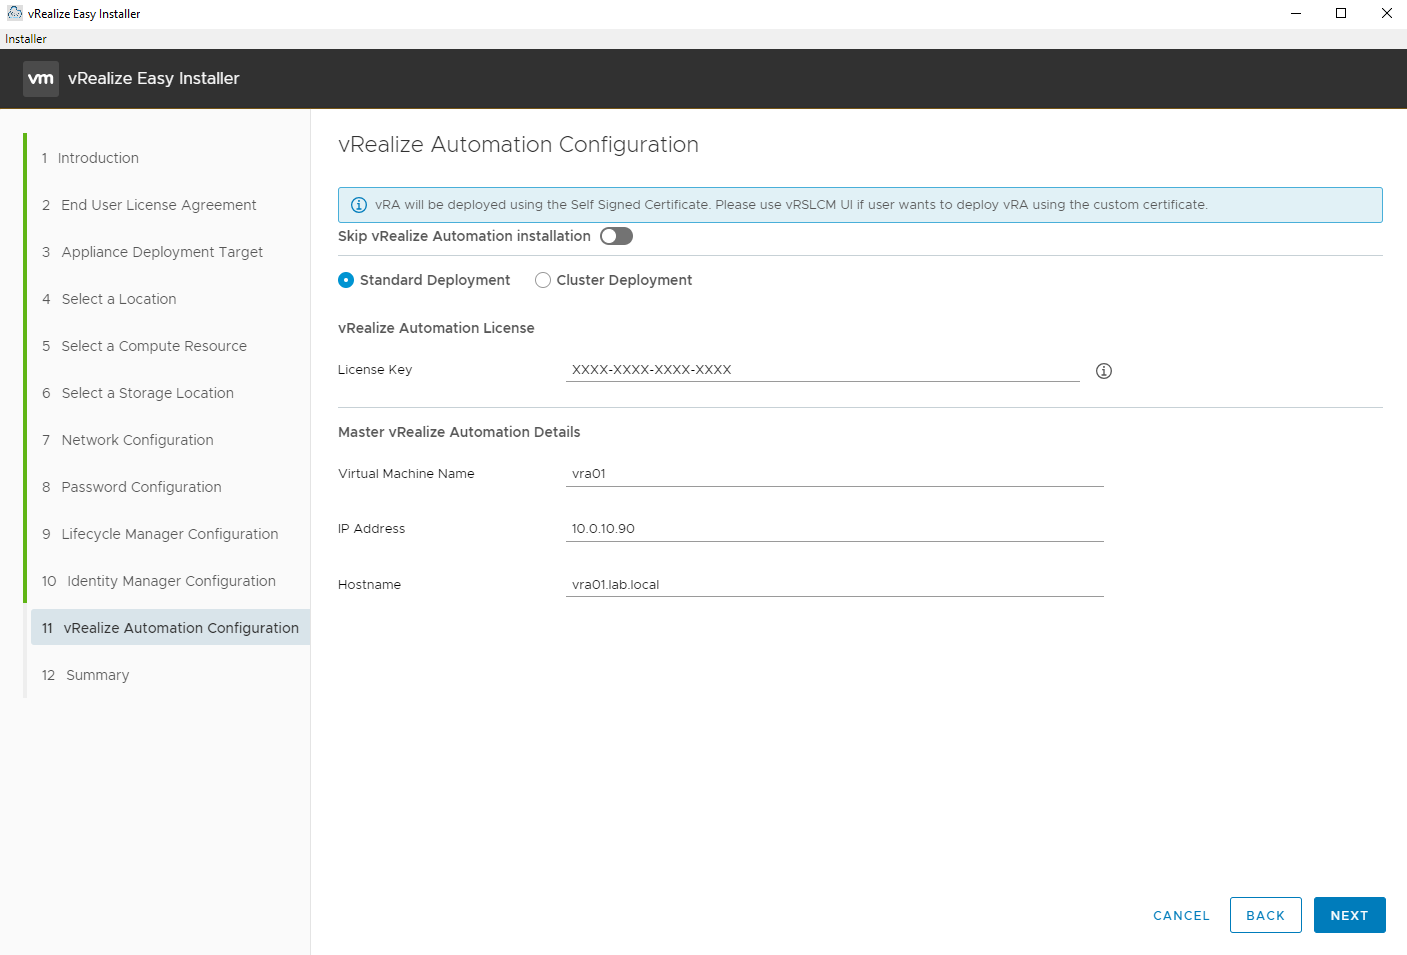 vRealize Easy Installer
Installer
vm vRealize Easy Installer
1 Introduction
2 End User License Agreement
3 Appliance Deployment Target
4 Select a Location
5 Select a Compute Resource
6 Select a Storage Location
7 Network Configuration
8 Password Configuration
9 Lifecycle Manager Configuration
10 Identity Manager Configuration
11 vRealize Automation Configuration
12 Summary
vRealize Automation Configuration
vRA will be deployed using the Self Signed Certificate. Please use vRSLCM UI if user wants to deploy vRA using the custom certificate.
Skip vRealize Automation installation
Standard Deployment Cluster Deployment
vRealize Automation License
License Key XXXX-XXXX-XXXX-XXXX
Master vRealize Automation Details
Virtual Machine Name vra01
IP Address 10.0.10.90
Hostname vra01.lab.local
CANCEL BACK NEXT